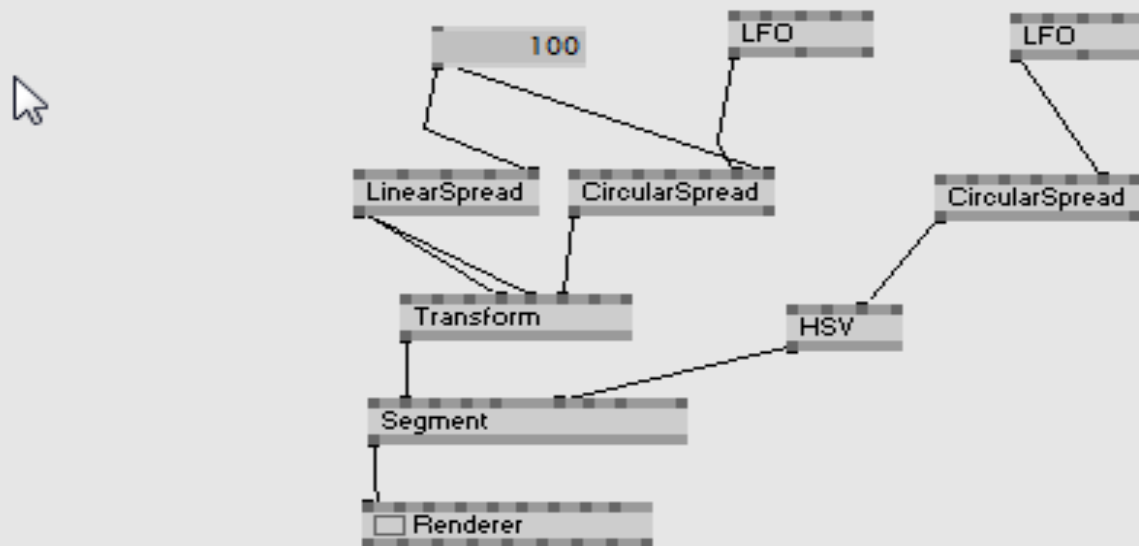 100
LFO
LFO
LinearSpread
CircularSpread
CircularSpread
Transform
HSV
Segment
Renderer